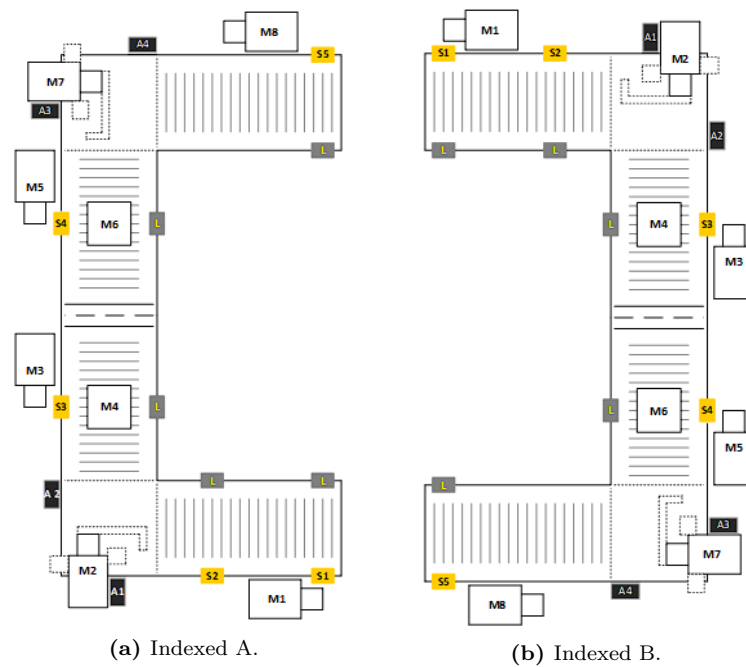 M8
A4
S5
M7
A3
L
M5
S4
M6
L
M3
S3
M4
L
A 2
L
L
M2
A1
S2
S1
M1
(a) Indexed A.
M1
S1
S2
A1
M2
A2
L
L
L
M4
S3
M3
L
M6
S4
M5
L
A3
M7
S5
M8
A4
(b) Indexed B.